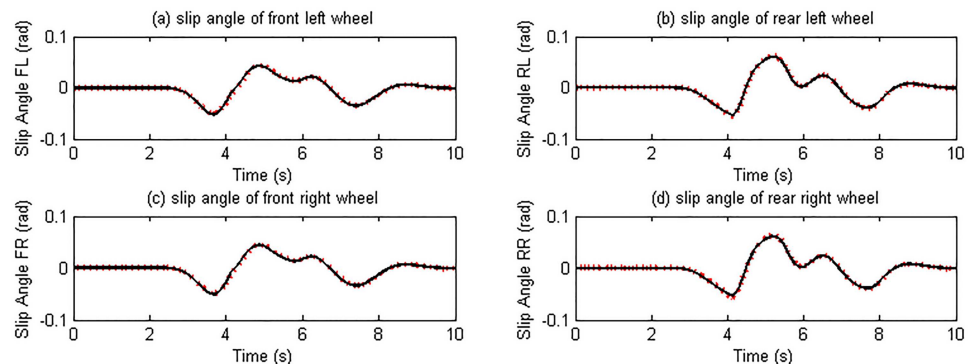 (a) slip angle of front left wheel
Slip Angle FL (rad)
0.1
0
-0.1
0 2 4 6 8 10
Time (s)
(b) slip angle of rear left wheel
Slip Angle RL (rad)
0.1
0
-0.1
0 2 4 6 8 10
Time (s)
(c) slip angle of front right wheel
Slip Angle FR (rad)
0.1
0
-0.1
0 2 4 6 8 10
Time (s)
(d) slip angle of rear right wheel
Slip Angle RR (rad)
0.1
0
-0.1
0 2 4 6 8 10
Time (s)